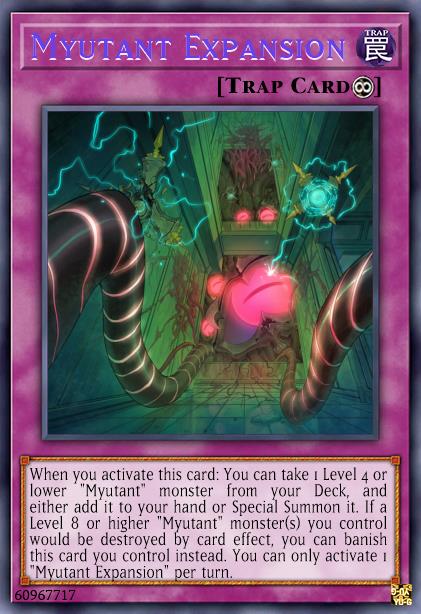 Myutant Expansion
TRAP
罠
[Trap Card]
When you activate this card: You can take 1 Level 4 or
lower "Myutant" monster from your Deck, and
either add it to your hand or Special Summon it. If a
Level 8 or higher "Myutant" monster(s) you control
would be destroyed by card effect, you can banish
this card you control instead. You can only activate 1
"Myutant Expansion" per turn.
60967717